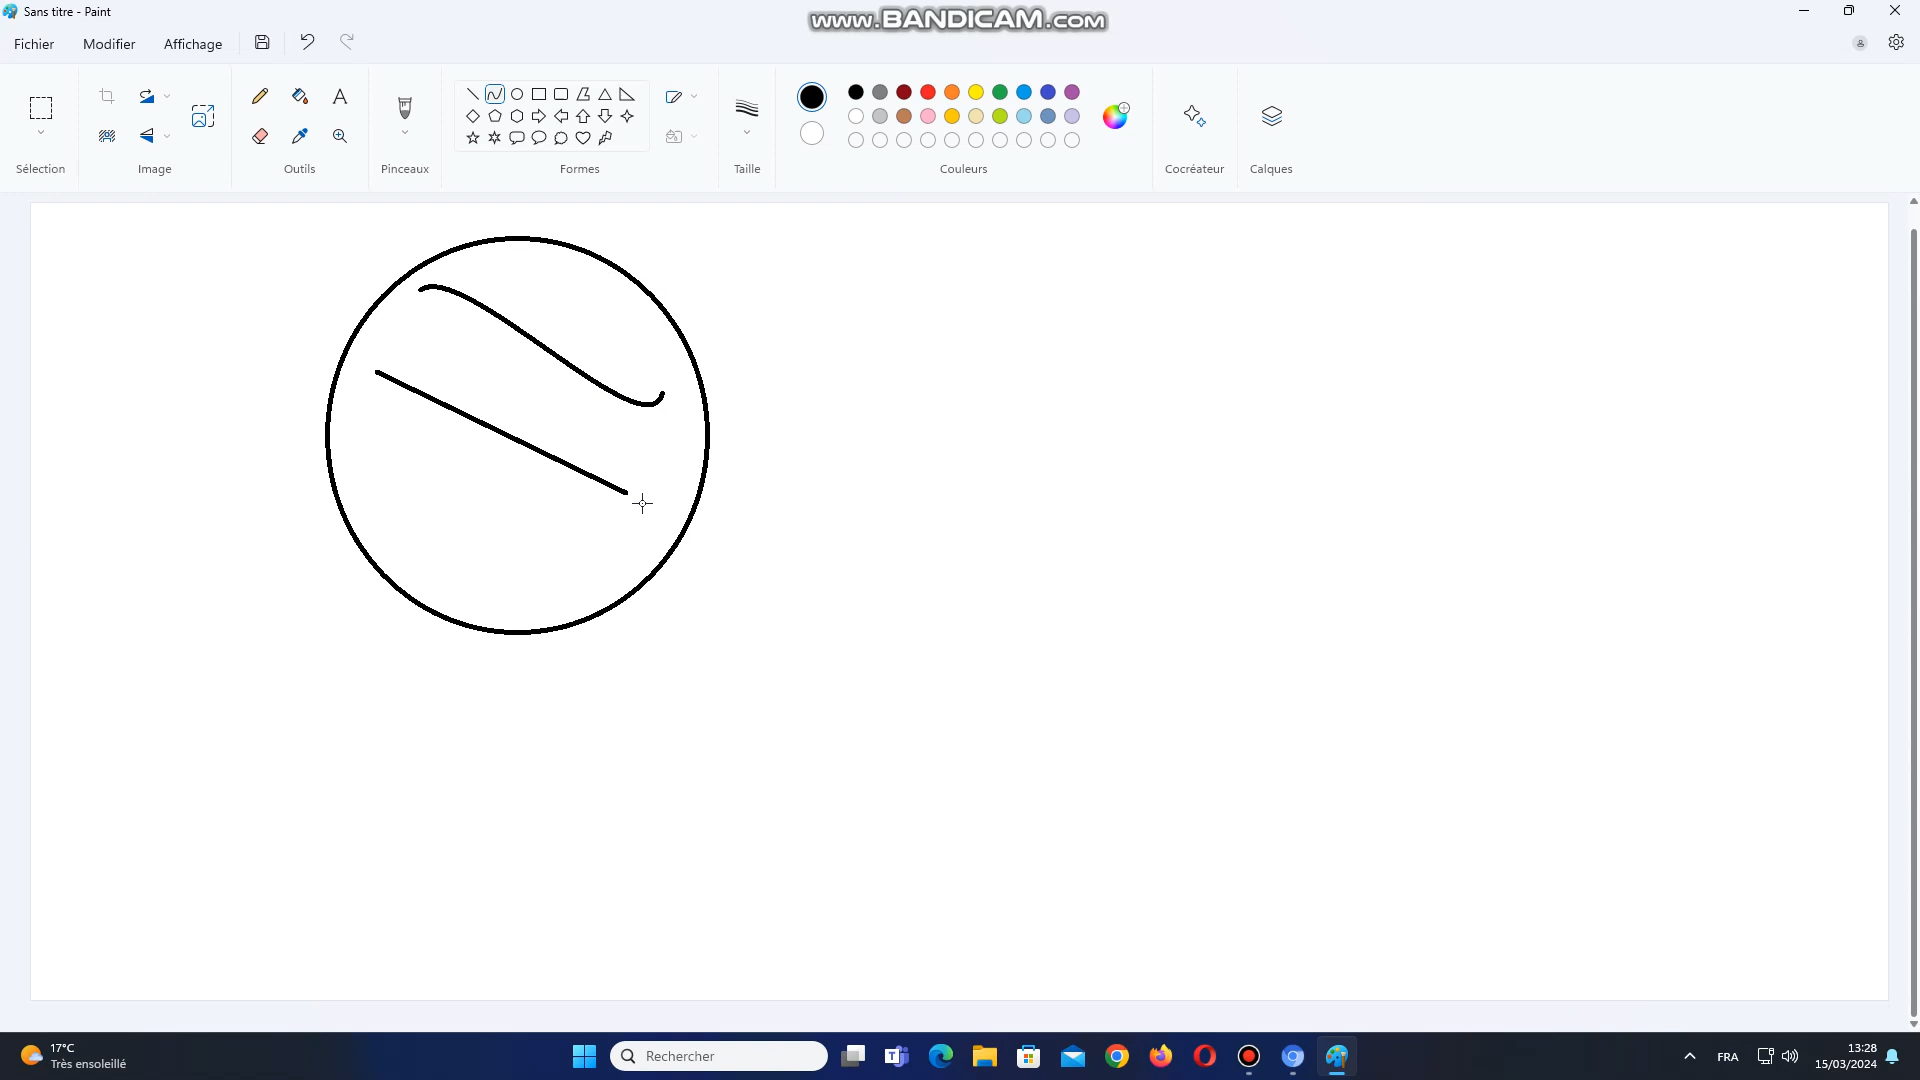 Sans titre - Paint
www.BANDICAM.com
Fichier Modifier Affichage
Sélection Image Outils Pinceaux Formes Taille Couleurs Cocréateur Calques
17°C
Très ensoleillé
Rechercher
FRA
13:28
15/03/2024